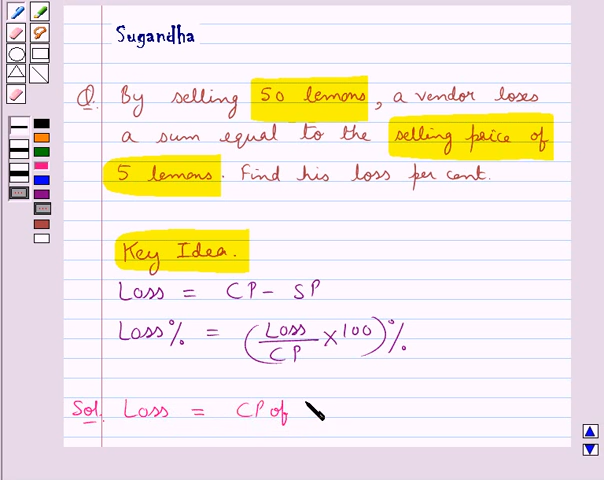 Sugandha
Q. By selling 50 lemons, a vendor loses
a sum equal to the selling price of
5 lemons. Find his loss per cent.
Key Idea.
Loss = CP - SP
Loss% = (Loss/CP × 100)%
Sol. Loss = CP of